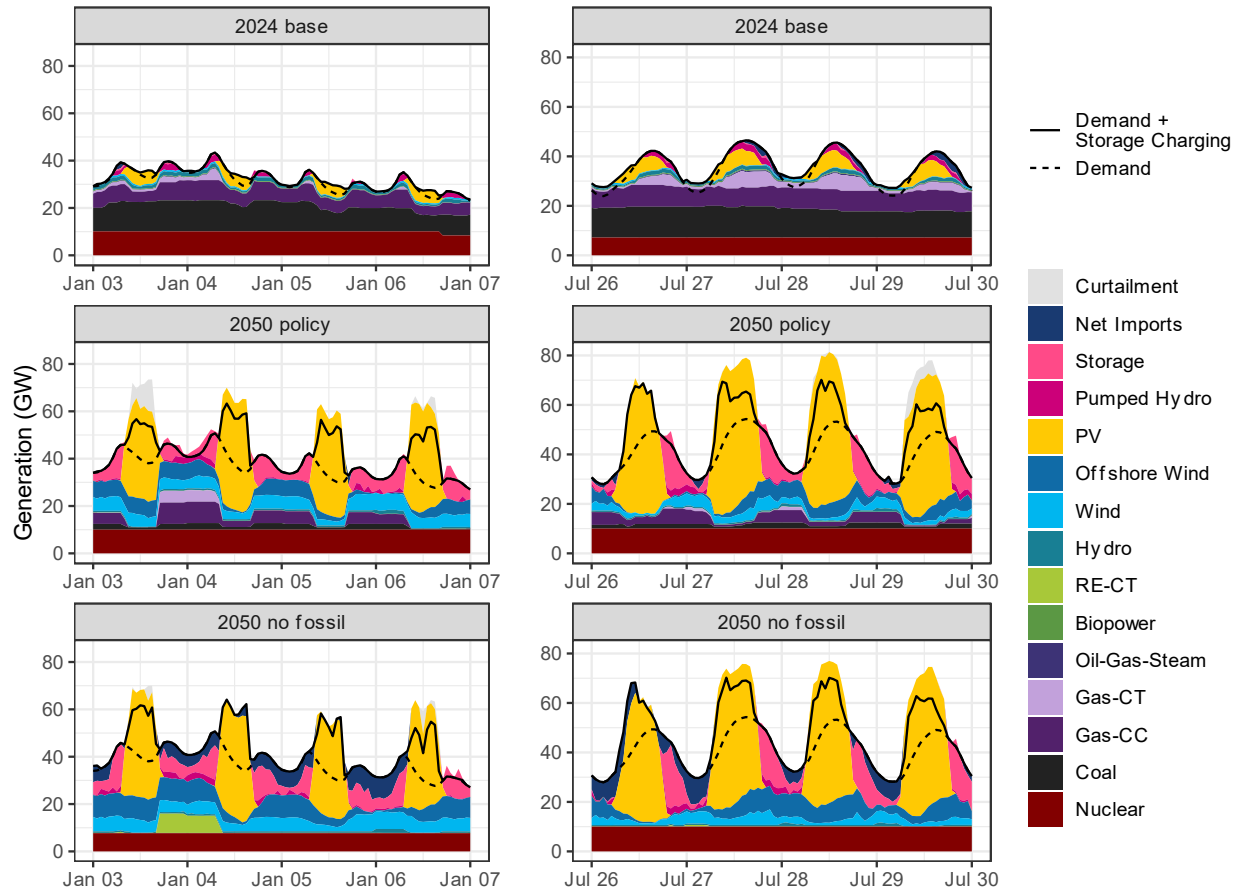 2024 base
2024 base
80
60
40
20
0
Jan 03 Jan 04 Jan 05 Jan 06 Jan 07
80
60
40
20
0
Jul 26 Jul 27 Jul 28 Jul 29 Jul 30
2050 policy
2050 policy
Generation (GW)
80
60
40
20
0
Jan 03 Jan 04 Jan 05 Jan 06 Jan 07
80
60
40
20
0
Jul 26 Jul 27 Jul 28 Jul 29 Jul 30
2050 no fossil
2050 no fossil
80
60
40
20
0
Jan 03 Jan 04 Jan 05 Jan 06 Jan 07
80
60
40
20
0
Jul 26 Jul 27 Jul 28 Jul 29 Jul 30
Demand +
Storage Charging
Demand
Curtailment
Net Imports
Storage
Pumped Hydro
PV
Offshore Wind
Wind
Hydro
RE-CT
Biopower
Oil-Gas-Steam
Gas-CT
Gas-CC
Coal
Nuclear